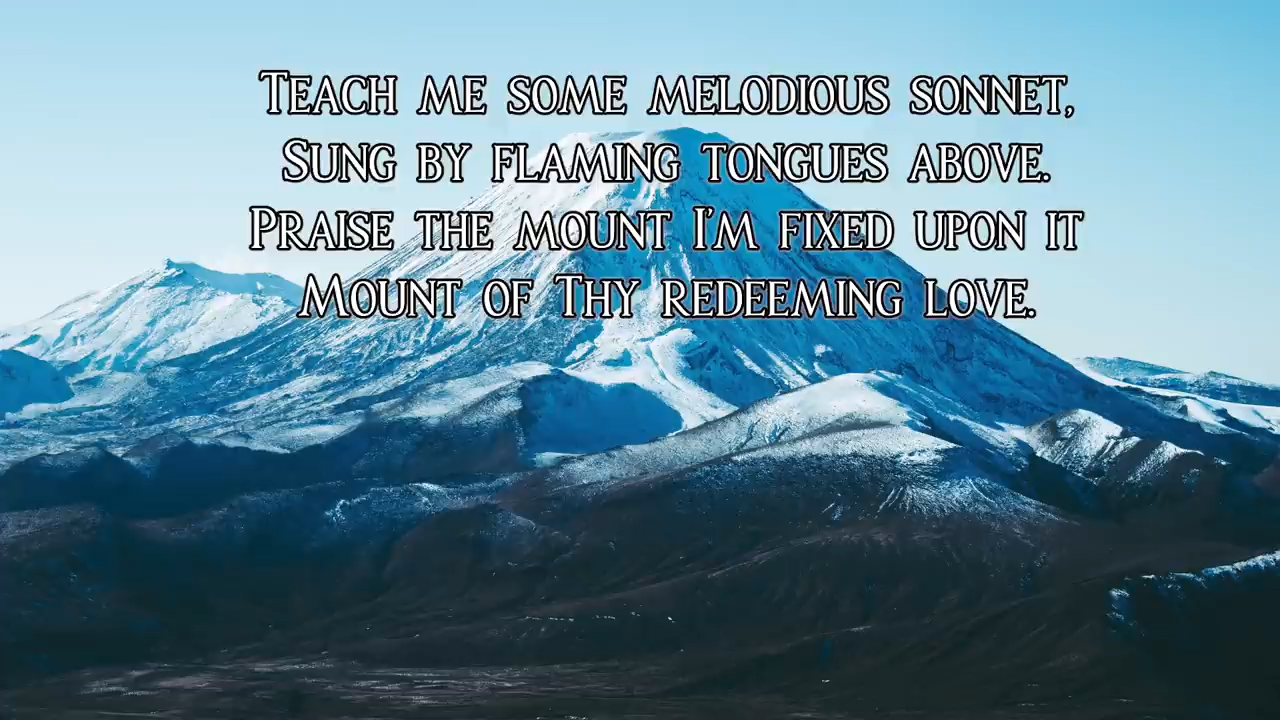 Teach me some melodious sonnet,
Sung by flaming tongues above.
Praise the mount I'm fixed upon it
Mount of Thy redeeming love.